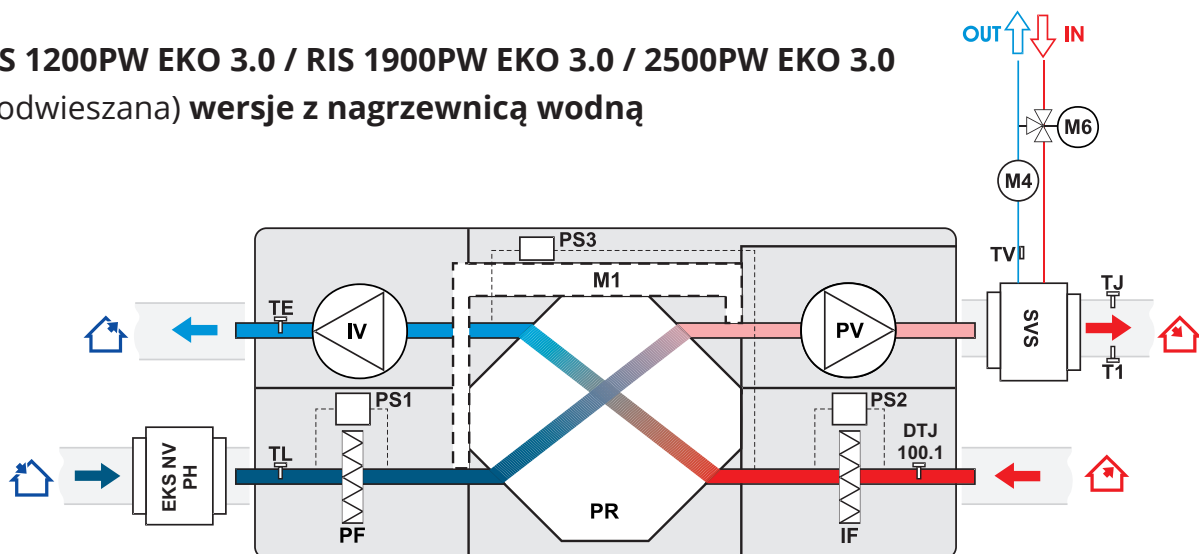 S 1200PW EKO 3.0 / RIS 1900PW EKO 3.0 / 2500PW EKO 3.0
odwieszana) wersje z nagrzewnicą wodną
OUT IN
M6
M4
TV
PS3
M1
TE
IV
PV
SVS
TJ
T1
PS1
PS2
TL
DTJ
100.1
EKS NV
PH
PF
PR
IF